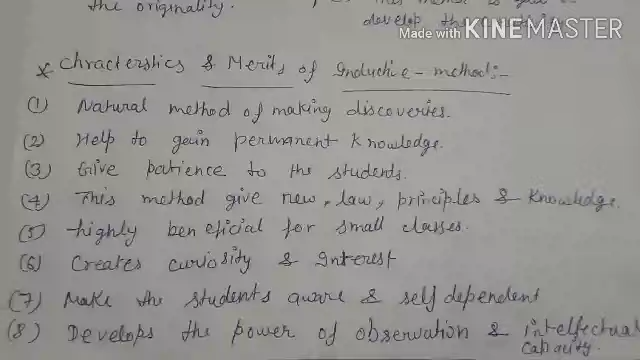 the originality.
develop the
Made with KINEMASTER
* Chracterstics & Merits of Inductive-method:-
(1) Natural method of making discoveries.
(2) Help to gain permanent knowledge.
(3) Give patience to the students.
(4) This method give new, law, principles & knowledge.
(5) highly beneficial for small classes.
(6) Creates curiosity & Interest
(7) Make the students aware & self dependent
(8) Develops the power of observation & intellectual
capacity.